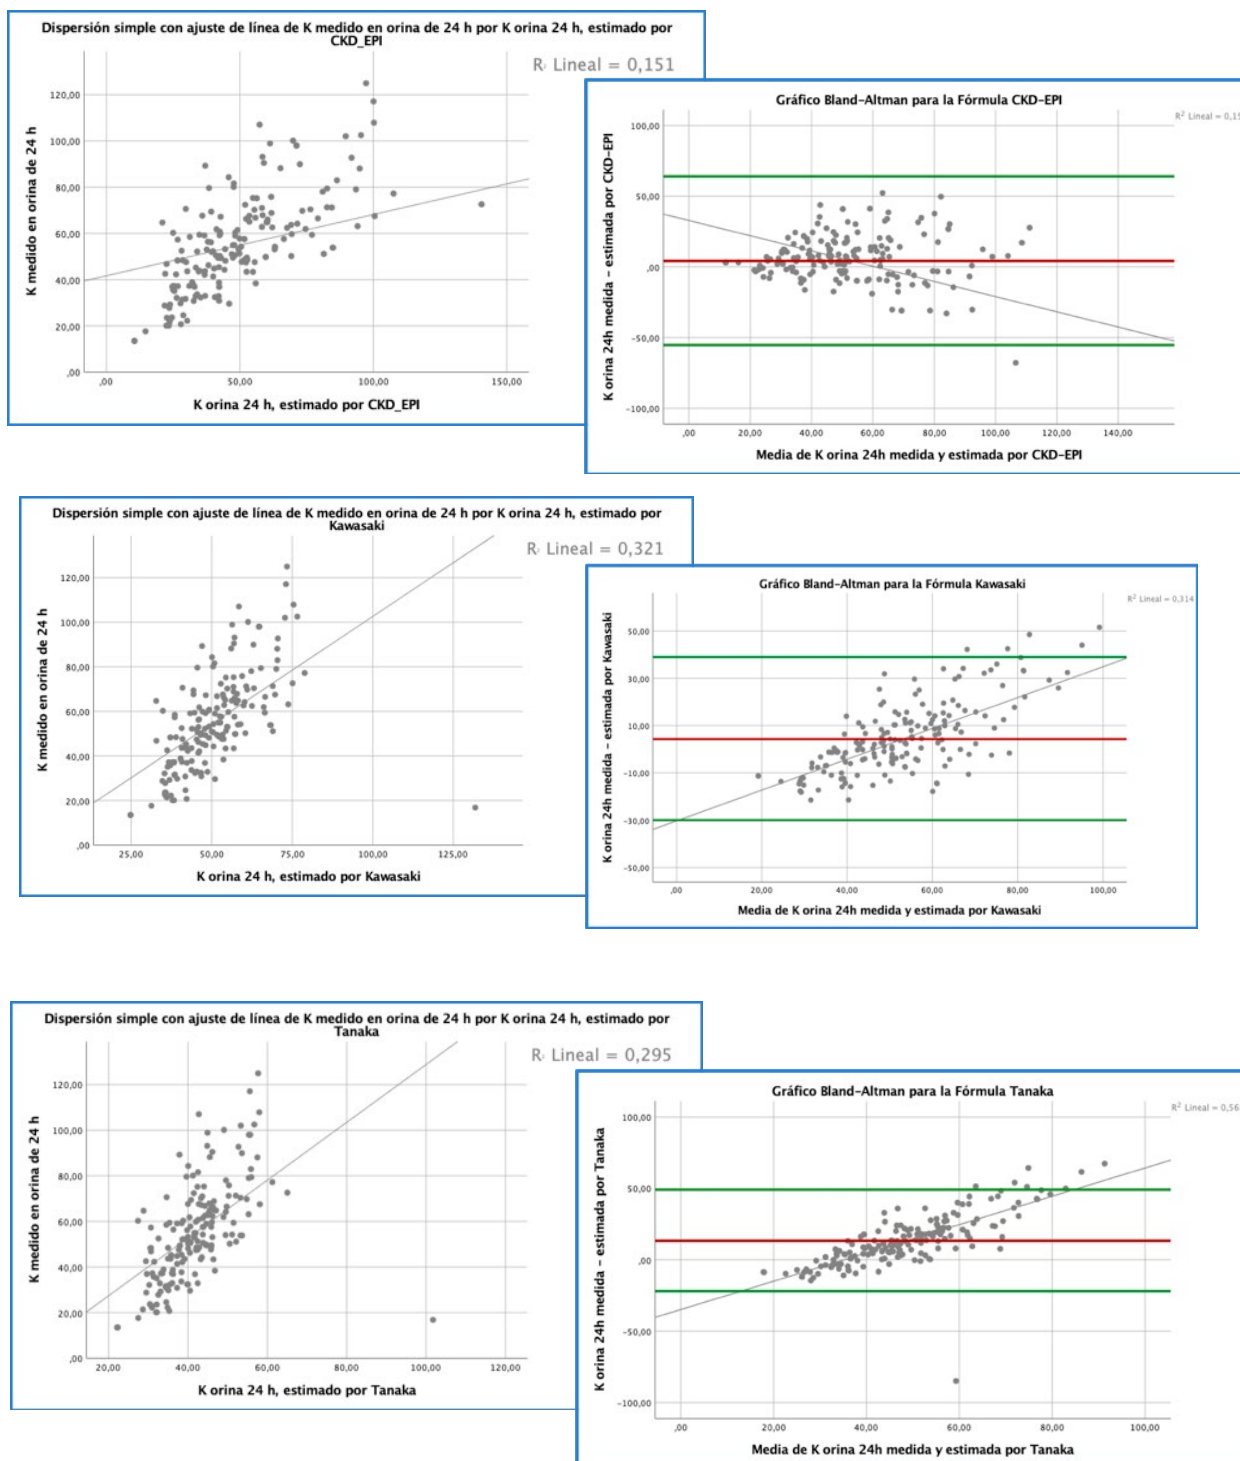 Dispersión simple con ajuste de línea de K medido en orina de 24 h por K orina 24 h, estimado por
CKD_EPI
R² Lineal = 0,151
K medido en orina de 24 h
120,00
100,00
80,00
60,00
40,00
20,00
,00
,00 50,00 100,00 150,00
K orina 24 h, estimado por CKD_EPI
Gráfico Bland-Altman para la Fórmula CKD-EPI
R² Lineal = 0,15
K orina 24h medida - estimada por CKD-EPI
100,00
50,00
,00
-50,00
-100,00
,00 20,00 40,00 60,00 80,00 100,00 120,00 140,00
Media de K orina 24h medida y estimada por CKD-EPI
Dispersión simple con ajuste de línea de K medido en orina de 24 h por K orina 24 h, estimado por
Kawasaki
R² Lineal = 0,321
K medido en orina de 24 h
120,00
100,00
80,00
60,00
40,00
20,00
,00
25,00 50,00 75,00 100,00 125,00
K orina 24 h, estimado por Kawasaki
Gráfico Bland-Altman para la Fórmula Kawasaki
R² Lineal = 0,314
K orina 24h medida - estimada por Kawasaki
50,00
30,00
10,00
-10,00
-30,00
-50,00
,00 20,00 40,00 60,00 80,00 100,00
Media de K orina 24h medida y estimada por Kawasaki
Dispersión simple con ajuste de línea de K medido en orina de 24 h por K orina 24 h, estimado por
Tanaka
R² Lineal = 0,295
K medido en orina de 24 h
120,00
100,00
80,00
60,00
40,00
20,00
,00
20,00 40,00 60,00 80,00 100,00 120,00
K orina 24 h, estimado por Tanaka
Gráfico Bland-Altman para la Fórmula Tanaka
R² Lineal = 0,56
K orina 24h medida - estimada por Tanaka
100,00
50,00
,00
-50,00
-100,00
,00 20,00 40,00 60,00 80,00 100,00
Media de K orina 24h medida y estimada por Tanaka